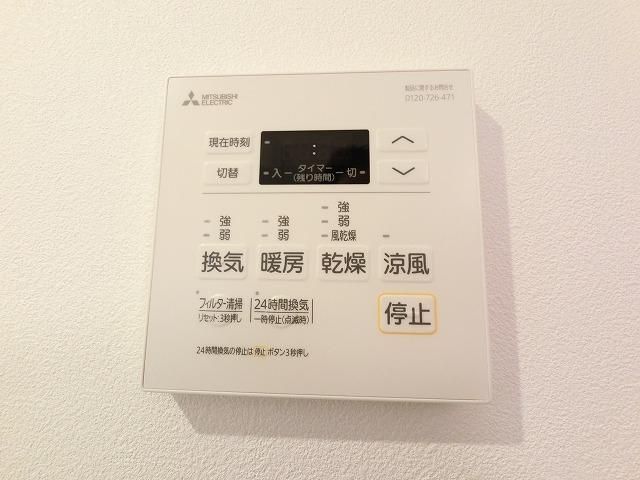 MITSUBISHI
ELECTRIC
製品に関するお問合せ
0120-726-471
現在時刻
:
切替
入 タイマー 切
(残り時間)
強
弱
強
弱
強
弱
風乾燥
換気
暖房
乾燥
涼風
フィルター清掃
リセット:3秒押し
24時間換気
一時停止(点滅時)
停止
24時間換気の停止は 停止 ボタン3秒押し